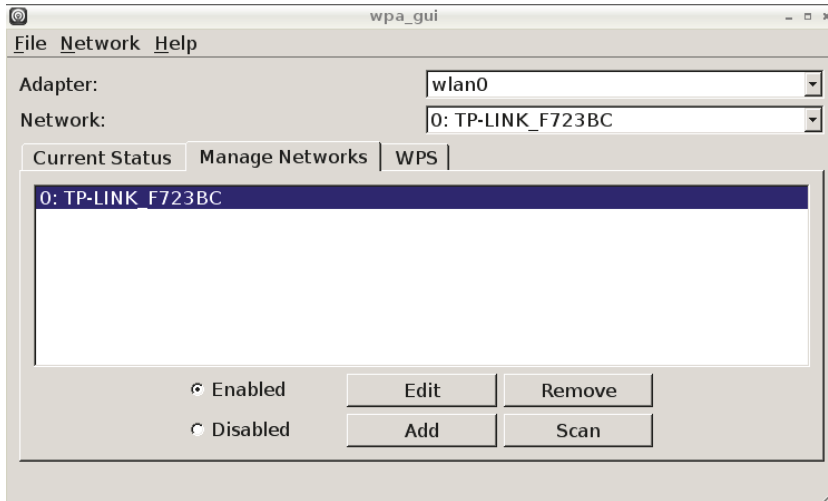 wpa_gui
File Network Help
Adapter: wlan0
Network: 0: TP-LINK_F723BC
Current Status Manage Networks WPS
0: TP-LINK_F723BC
Enabled Edit Remove
Disabled Add Scan